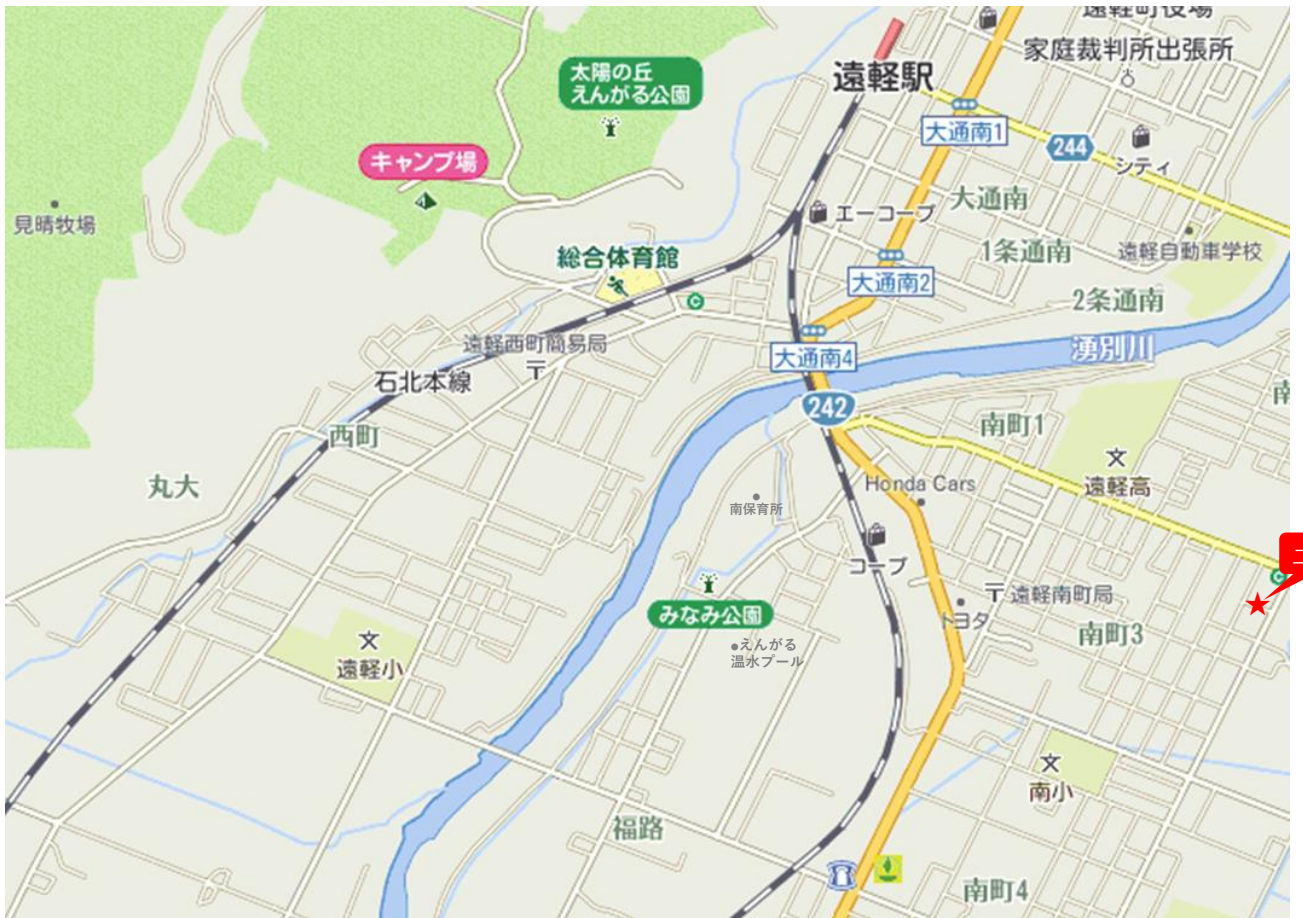 遠軽町役場
家庭裁判所出張所
遠軽駅
太陽の丘
えんがる公園
大通南1
244
シティ
キャンプ場
見晴牧場
エーコープ
大通南
1条通南
遠軽自動車学校
総合体育館
大通南2
2条通南
遠軽西町簡易局
石北本線
大通南4
湧別川
242
南町1
西町
丸大
Honda Cars
遠軽高
南保育所
コープ
みなみ公園
トヨタ
遠軽南町局
南町3
えんがる
温水プール
遠軽小
南小
福路
南町4
南